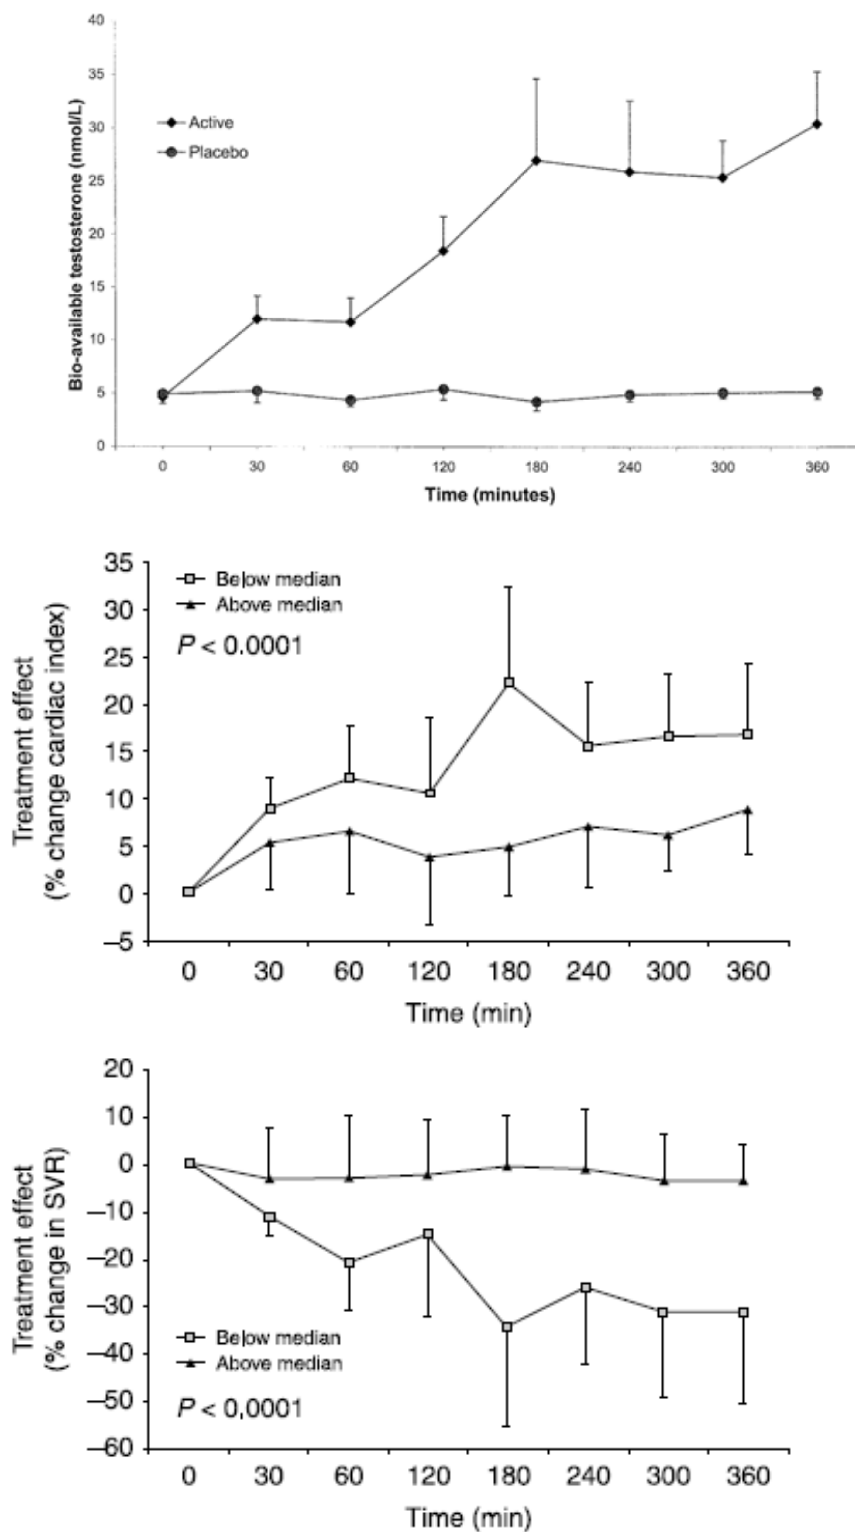 40
35
30
25
20
15
10
5
0
Bio-available testosterone (nmol/L)
Active
Placebo
0 30 60 120 180 240 300 360
Time (minutes)
35
30
25
20
15
10
5
0
–5
Treatment effect
(% change cardiac index)
Below median
Above median
P < 0.0001
0 30 60 120 180 240 300 360
Time (min)
20
10
0
–10
–20
–30
–40
–50
–60
Treatment effect
(% change in SVR)
Below median
Above median
P < 0,0001
0 30 60 120 180 240 300 360
Time (min)